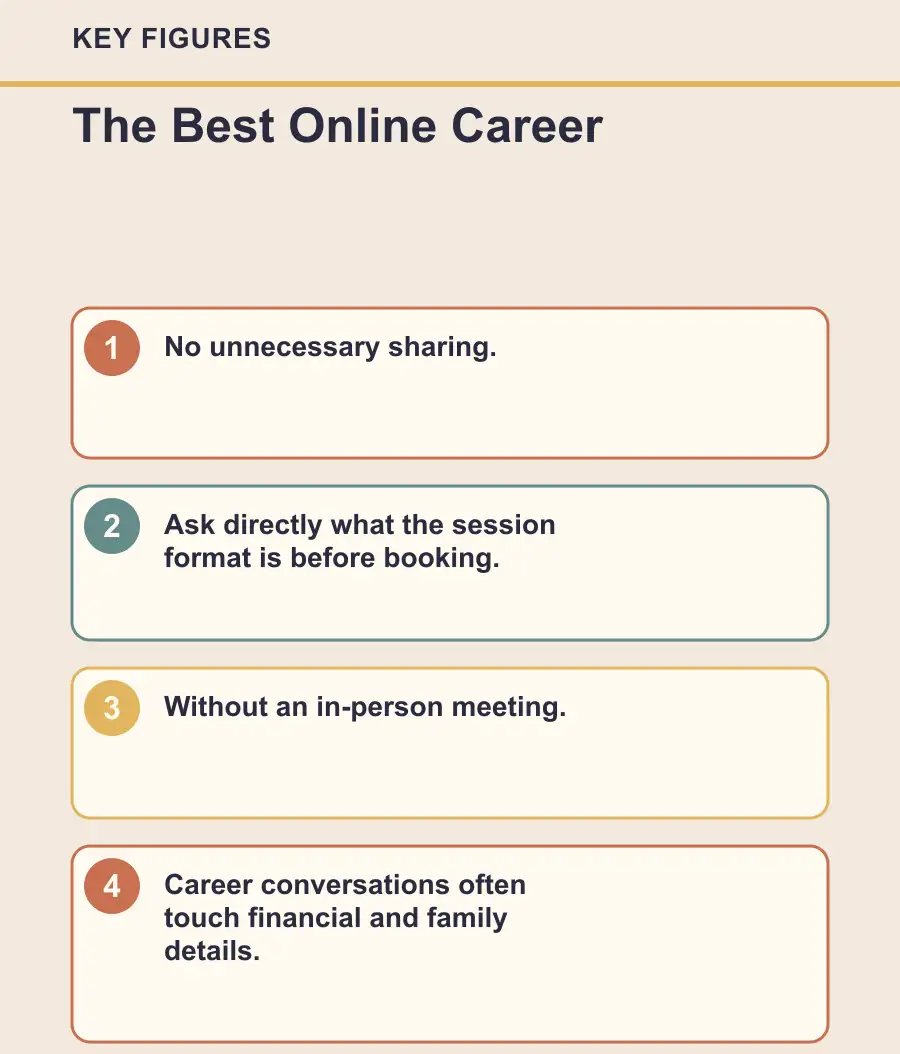 KEY FIGURES
The Best Online Career
1
No unnecessary sharing.
2
Ask directly what the session
format is before booking.
3
Without an in-person meeting.
4
Career conversations often
touch financial and family
details.